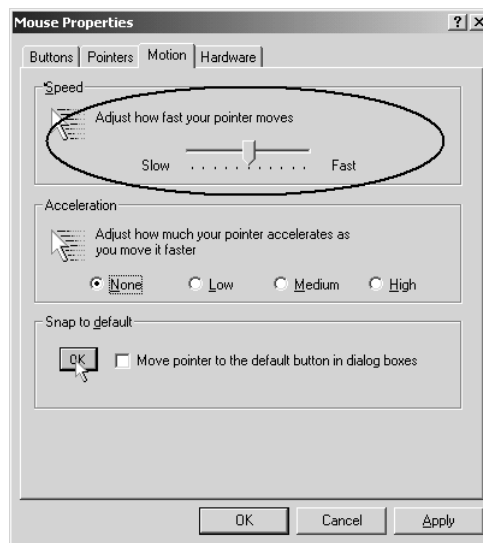 Mouse Properties
? X
Buttons Pointers Motion Hardware
Speed
Adjust how fast your pointer moves
Slow Fast
Acceleration
Adjust how much your pointer accelerates as
you move it faster
None Low Medium High
Snap to default
OK Move pointer to the default button in dialog boxes
OK Cancel Apply